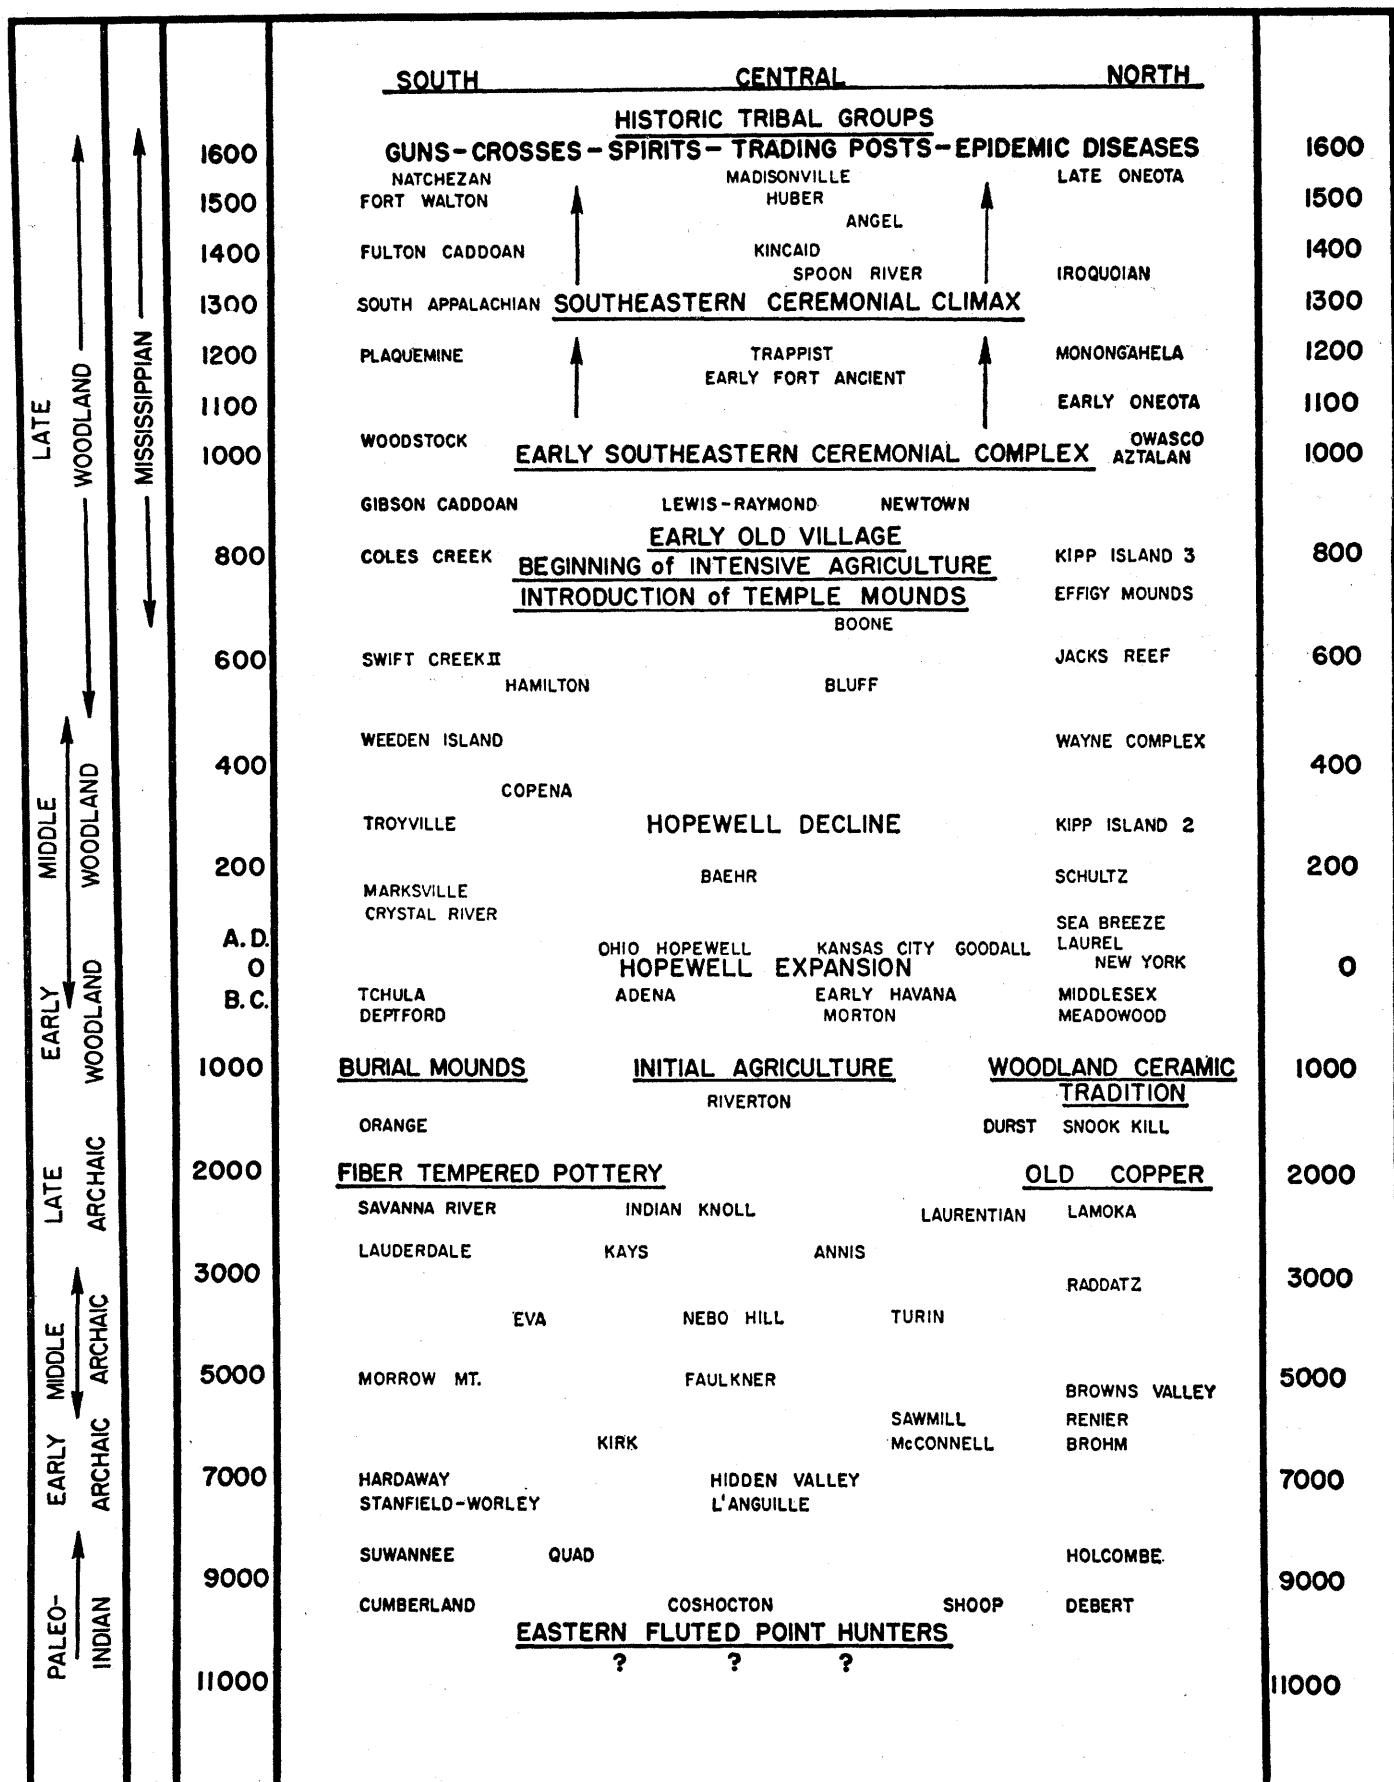 SOUTH CENTRAL NORTH
HISTORIC TRIBAL GROUPS
1600 GUNS-CROSSES-SPIRITS-TRADING POSTS-EPIDEMIC DISEASES 1600
NATCHEZAN MADISONVILLE LATE ONEOTA
1500 FORT WALTON HUBER 1500
ANGEL
1400 FULTON CADDOAN KINCAID 1400
SPOON RIVER IROQUOIAN
1300 SOUTH APPALACHIAN SOUTHEASTERN CEREMONIAL CLIMAX 1300
1200 PLAQUEMINE TRAPPIST MONONGAHELA 1200
EARLY FORT ANCIENT
1100 EARLY ONEOTA 1100
WOODSTOCK OWASCO
1000 EARLY SOUTHEASTERN CEREMONIAL COMPLEX AZTALAN 1000
GIBSON CADDOAN LEWIS-RAYMOND NEWTOWN
EARLY OLD VILLAGE
800 COLES CREEK BEGINNING of INTENSIVE AGRICULTURE KIPP ISLAND 3 800
INTRODUCTION of TEMPLE MOUNDS EFFIGY MOUNDS
BOONE
600 SWIFT CREEK II JACKS REEF 600
HAMILTON BLUFF
WEEDEN ISLAND WAYNE COMPLEX
400 400
COPENA
TROYVILLE HOPEWELL DECLINE KIPP ISLAND 2
200 BAEHR SCHULTZ 200
MARKSVILLE
CRYSTAL RIVER SEA BREEZE
A.D. OHIO HOPEWELL KANSAS CITY GOODALL LAUREL
0 HOPEWELL EXPANSION NEW YORK 0
B.C. TCHULA ADENA EARLY HAVANA MIDDLESEX
DEPTFORD MORTON MEADOWOOD
1000 BURIAL MOUNDS INITIAL AGRICULTURE WOODLAND CERAMIC 1000
RIVERTON TRADITION
ORANGE DURST SNOOK KILL
2000 FIBER TEMPERED POTTERY OLD COPPER 2000
SAVANNA RIVER INDIAN KNOLL LAURENTIAN LAMOKA
LAUDERDALE KAYS ANNIS
3000 RADDATZ 3000
EVA NEBO HILL TURIN
5000 MORROW MT. FAULKNER 5000
BROWNS VALLEY
SAWMILL RENIER
KIRK McCONNELL BROHM
7000 HARDAWAY HIDDEN VALLEY 7000
STANFIELD-WORLEY L'ANGUILLE
SUWANNEE QUAD HOLCOMBE
9000 9000
CUMBERLAND COSHOCTON SHOOP DEBERT
EASTERN FLUTED POINT HUNTERS
? ? ?
11000 11000
LATE
WOODLAND
MISSISSIPPIAN
MIDDLE
WOODLAND
EARLY
WOODLAND
LATE
ARCHAIC
MIDDLE
ARCHAIC
EARLY
ARCHAIC
PALEO-
INDIAN